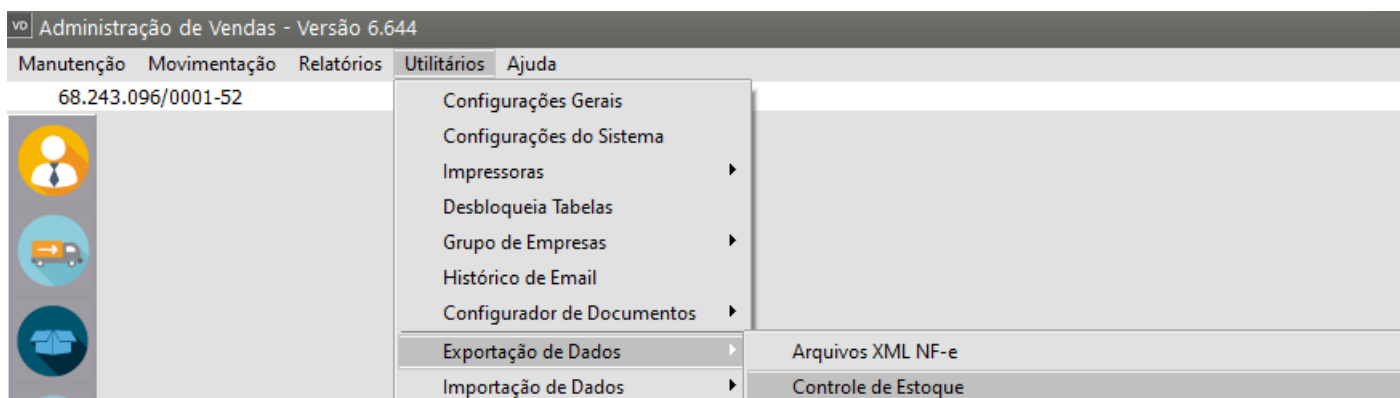 VD Administração de Vendas - Versão 6.644
Manutenção Movimentação Relatórios Utilitários Ajuda
68.243.096/0001-52
Configurações Gerais
Configurações do Sistema
Impressoras
Desbloqueia Tabelas
Grupo de Empresas
Histórico de Email
Configurador de Documentos
Exportação de Dados
Arquivos XML NF-e
Importação de Dados
Controle de Estoque